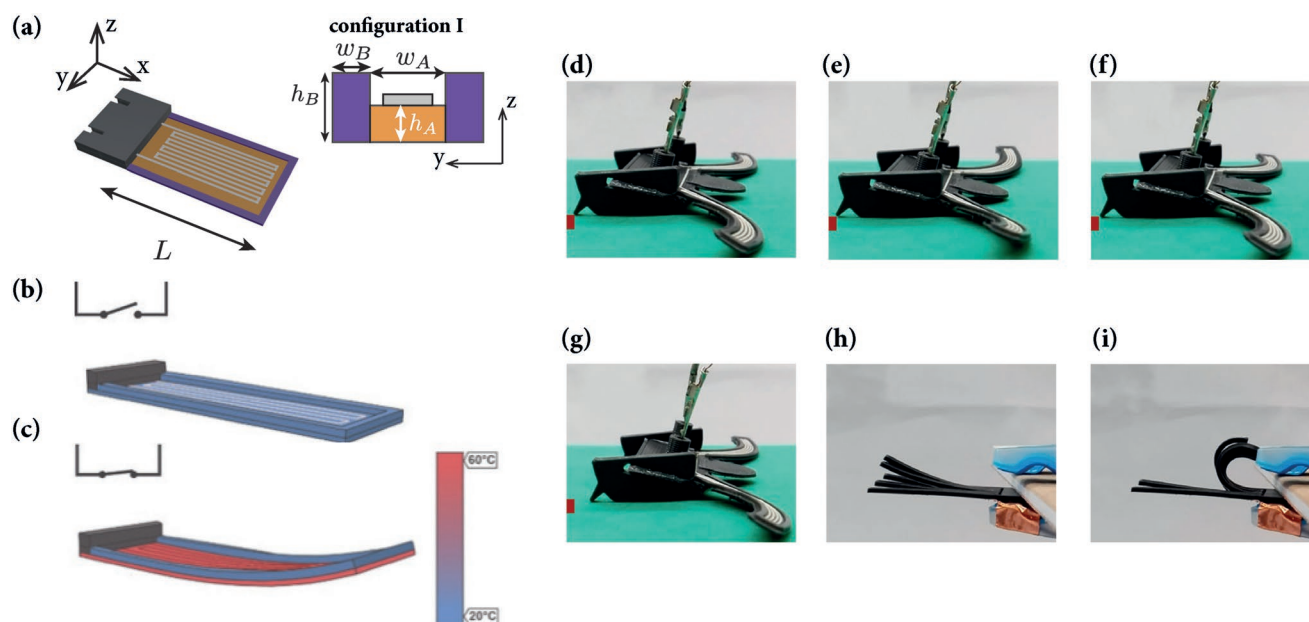 (a)
z
y
x
L
configuration I
w_B
w_A
h_B
h_A
z
y
(b)
(c)
60°C
20°C
(d)
(e)
(f)
(g)
(h)
(i)